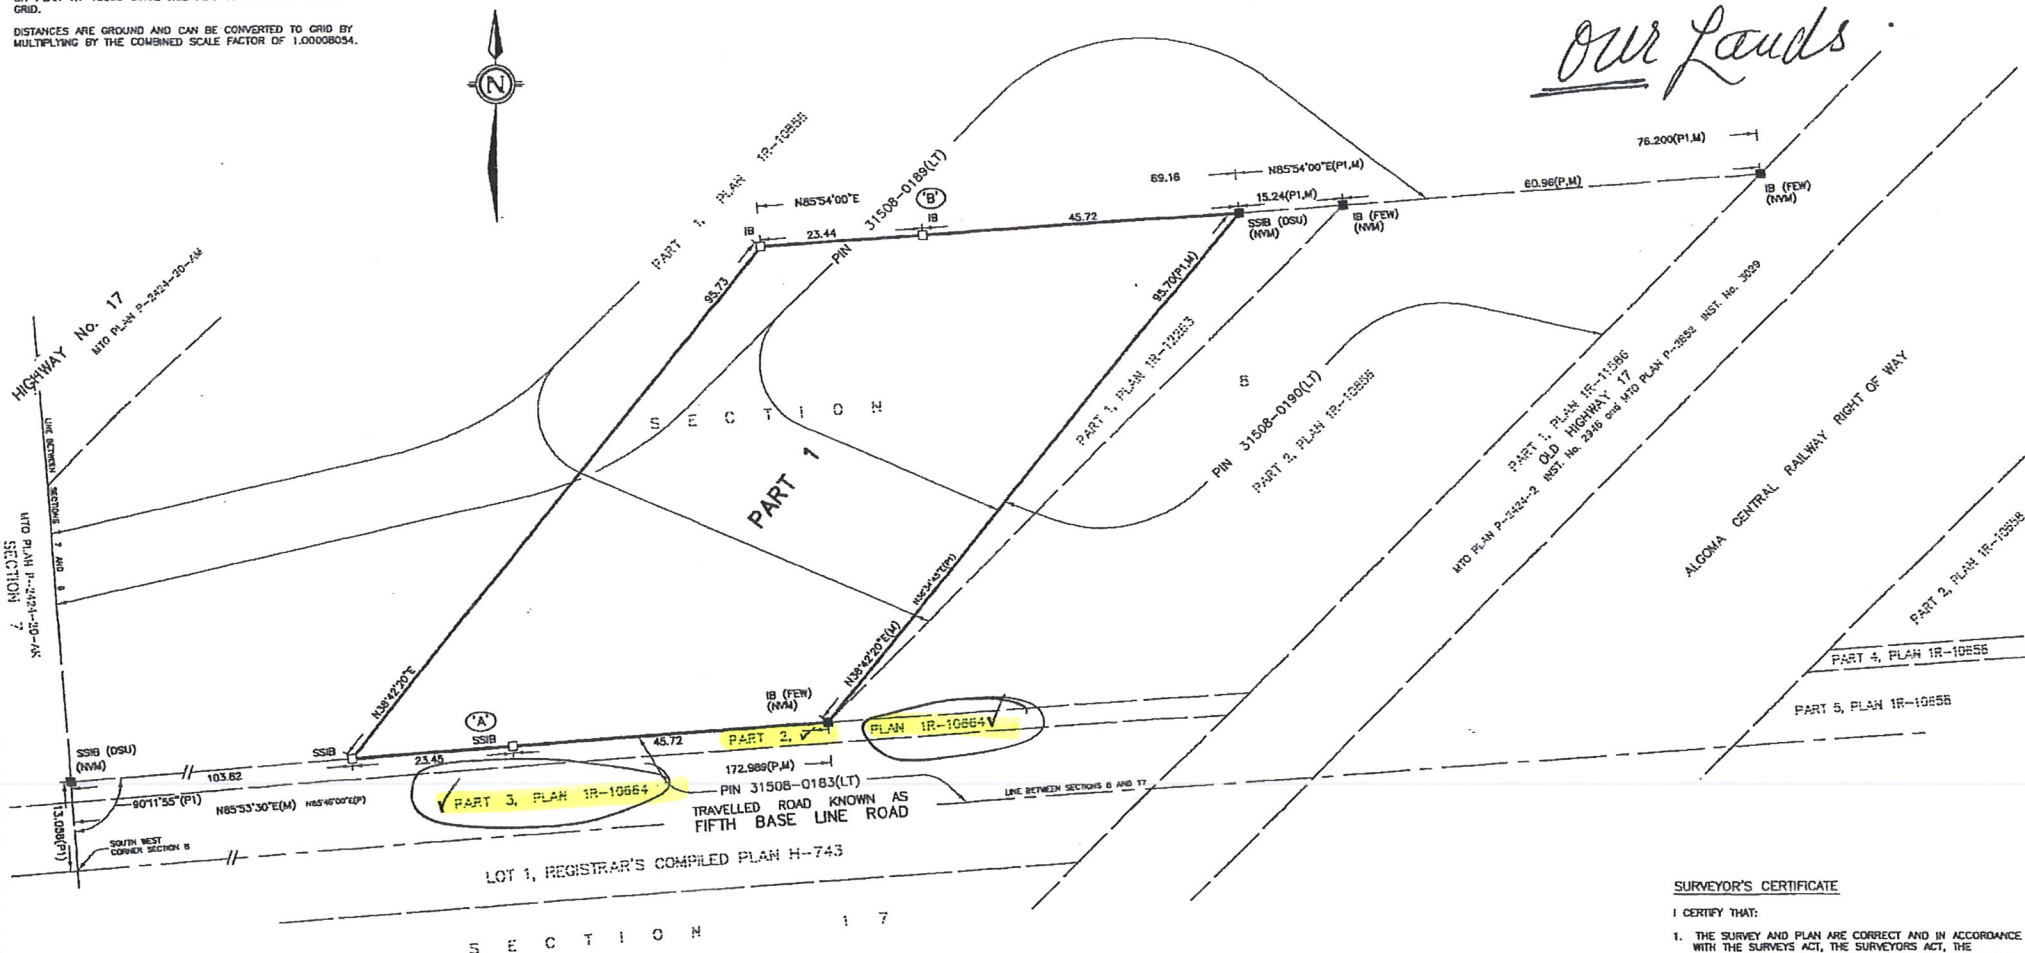 GRID.
DISTANCES ARE GROUND AND CAN BE CONVERTED TO GRID BY
MULTIPLYING BY THE COMBINED SCALE FACTOR OF 1.00008054.
N
our Lands
HIGHWAY No. 17
MTO PLAN P-2424-20-AM
PART 1, PLAN 1R-10856
PIN 31508-0189(LT)
N85°54'00"E
69.16
N85°54'00"E(P1,M)
76.200(P1,M)
IB
23.44
'B'
IB
45.72
15.24(P1,M)
60.96(P,M)
SSIB (DSU)
(NVM)
IB (FEW)
(NVM)
IB (FEW)
(NVM)
95.73
95.70(P1,M)
SECTION 8
PART 1
PART 1, PLAN 1R-12263
PIN 31508-0190(LT)
PART 2, PLAN 1R-10856
PART 1, PLAN 1R-11586
OLD HIGHWAY 17
MTO PLAN P-2424-2 INST. No. 2946 and MTO PLAN P-3652 INST. No. 3029
ALGOMA CENTRAL RAILWAY RIGHT OF WAY
PART 2, PLAN 1R-10658
PART 4, PLAN 1R-10656
PART 5, PLAN 1R-10658
LINE BETWEEN SECTIONS 7 AND 8
MTO PLAN P-2424-20-AK
SECTION 7
N38°42'20"E
N38°34'45"E(P1)
N38°42'20"E(M)
IB (FEW)
(NVM)
'A'
SSIB
SSIB
SSIB (DSU)
(NVM)
103.62
23.45
45.72
PART 2, ✓ PLAN 1R-10664 ✓
172.989(P,M)
✓ PART 3, PLAN 1R-10664
PIN 31508-0183(LT)
TRAVELLED ROAD KNOWN AS
FIFTH BASE LINE ROAD
LINE BETWEEN SECTIONS 8 AND 17
90°11'55"(P1)
N85°53'30"E(M) N85°46'00"E(P)
13.058(P1)
SOUTH WEST
CORNER SECTION 8
LOT 1, REGISTRAR'S COMPILED PLAN H-743
SECTION 17
SURVEYOR'S CERTIFICATE
I CERTIFY THAT:
1. THE SURVEY AND PLAN ARE CORRECT AND IN ACCORDANCE
WITH THE SURVEYS ACT, THE SURVEYORS ACT, THE